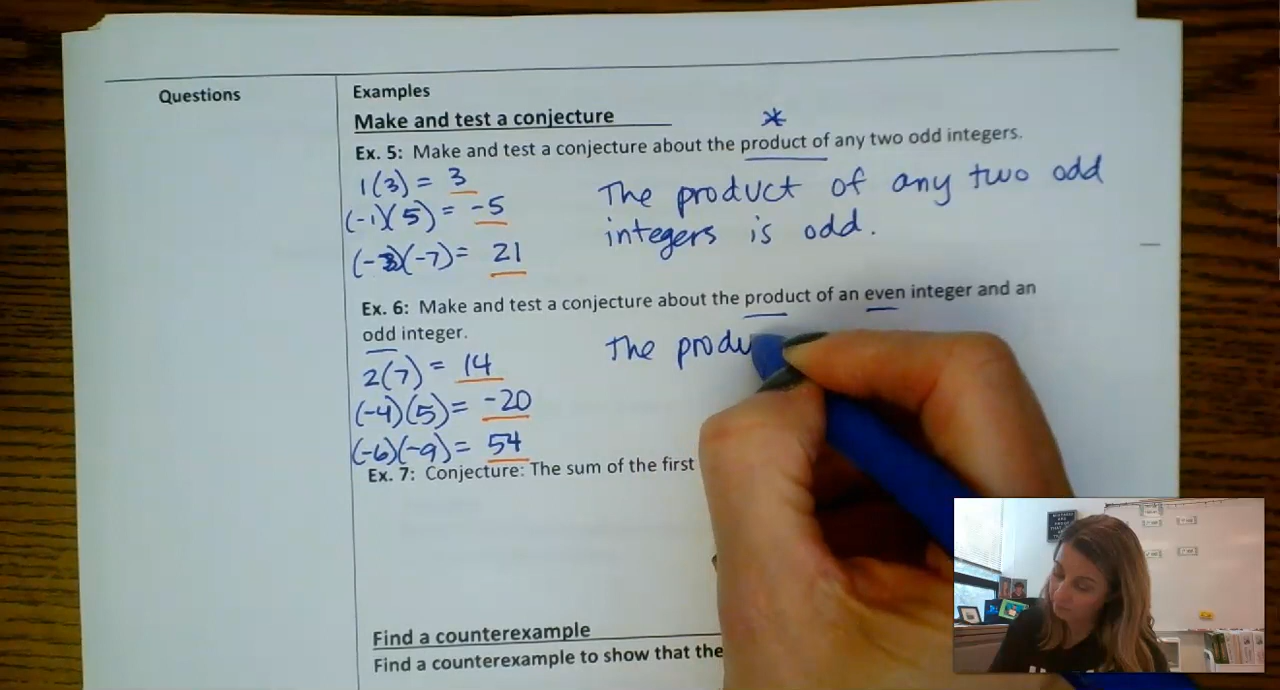 Questions
Examples
Make and test a conjecture
*
Ex. 5: Make and test a conjecture about the product of any two odd integers.
1(3) = 3
(-1)(5) = -5
(-3)(-7) = 21
The product of any two odd
integers is odd.
Ex. 6: Make and test a conjecture about the product of an even integer and an
odd integer.
2(7) = 14
(-4)(5) = -20
(-6)(-9) = 54
The produ
Ex. 7: Conjecture: The sum of the first
Find a counterexample
Find a counterexample to show that the